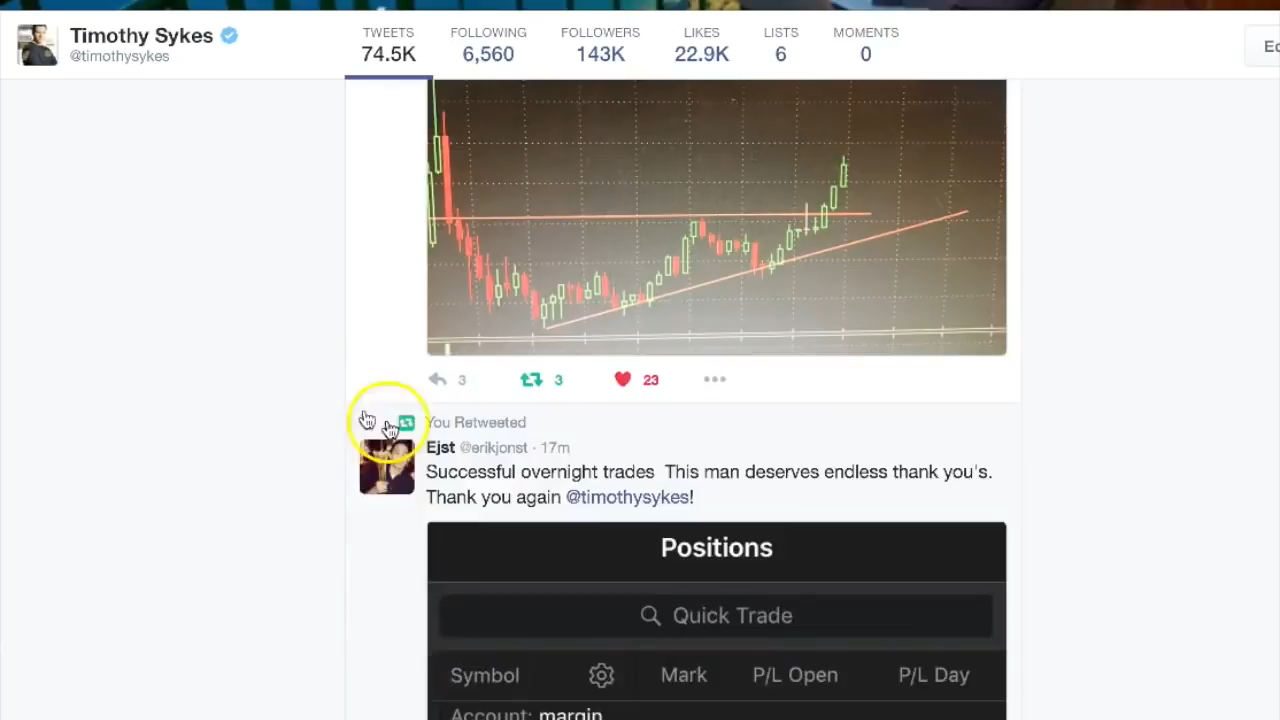 Timothy Sykes
@timothysykes
TWEETS FOLLOWING FOLLOWERS LIKES LISTS MOMENTS
74.5K 6,560 143K 22.9K 6 0
3 3 23
You Retweeted
Ejst @erikjonst · 17m
Successful overnight trades This man deserves endless thank you's.
Thank you again @timothysykes!
Positions
Quick Trade
Symbol Mark P/L Open P/L Day
Account: margin